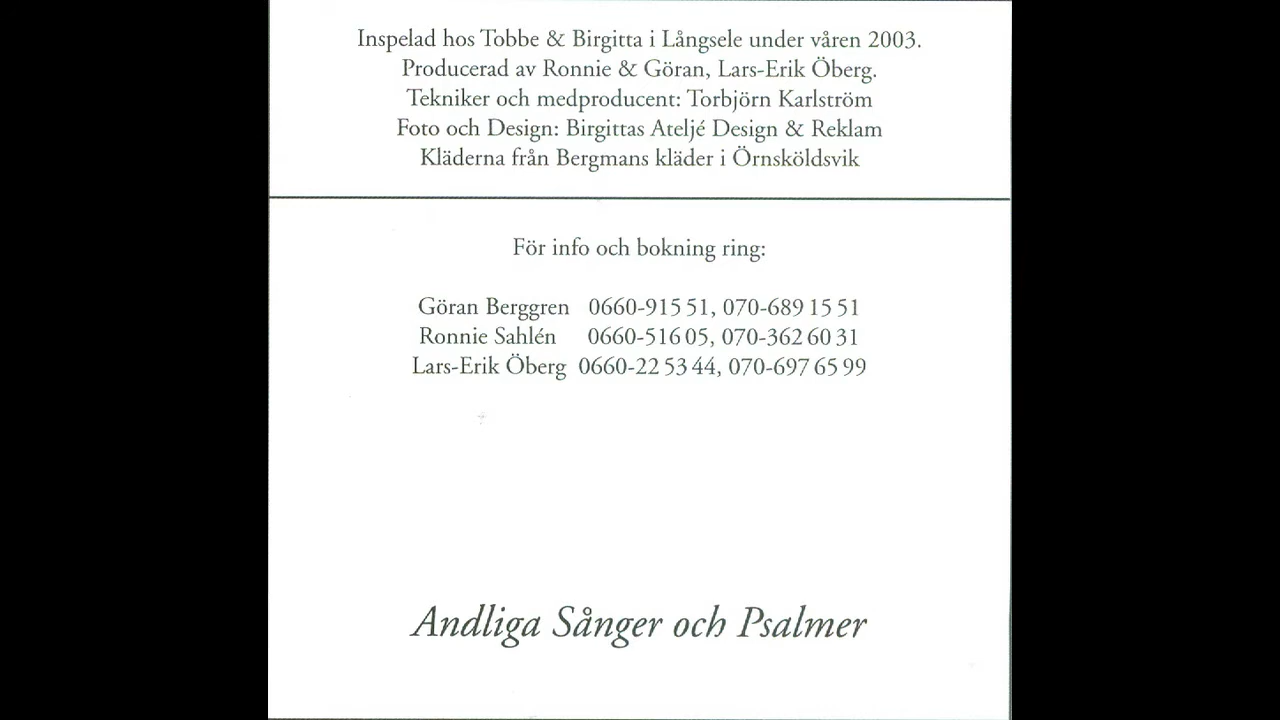 Inspelad hos Tobbe & Birgitta i Långsele under våren 2003.
Producerad av Ronnie & Göran, Lars-Erik Öberg.
Tekniker och medproducent: Torbjörn Karlström
Foto och Design: Birgittas Ateljé Design & Reklam
Kläderna från Bergmans kläder i Örnsköldsvik
För info och bokning ring:
Göran Berggren 0660-915 51, 070-689 15 51
Ronnie Sahlén 0660-516 05, 070-362 60 31
Lars-Erik Öberg 0660-22 53 44, 070-697 65 99
Andliga Sånger och Psalmer